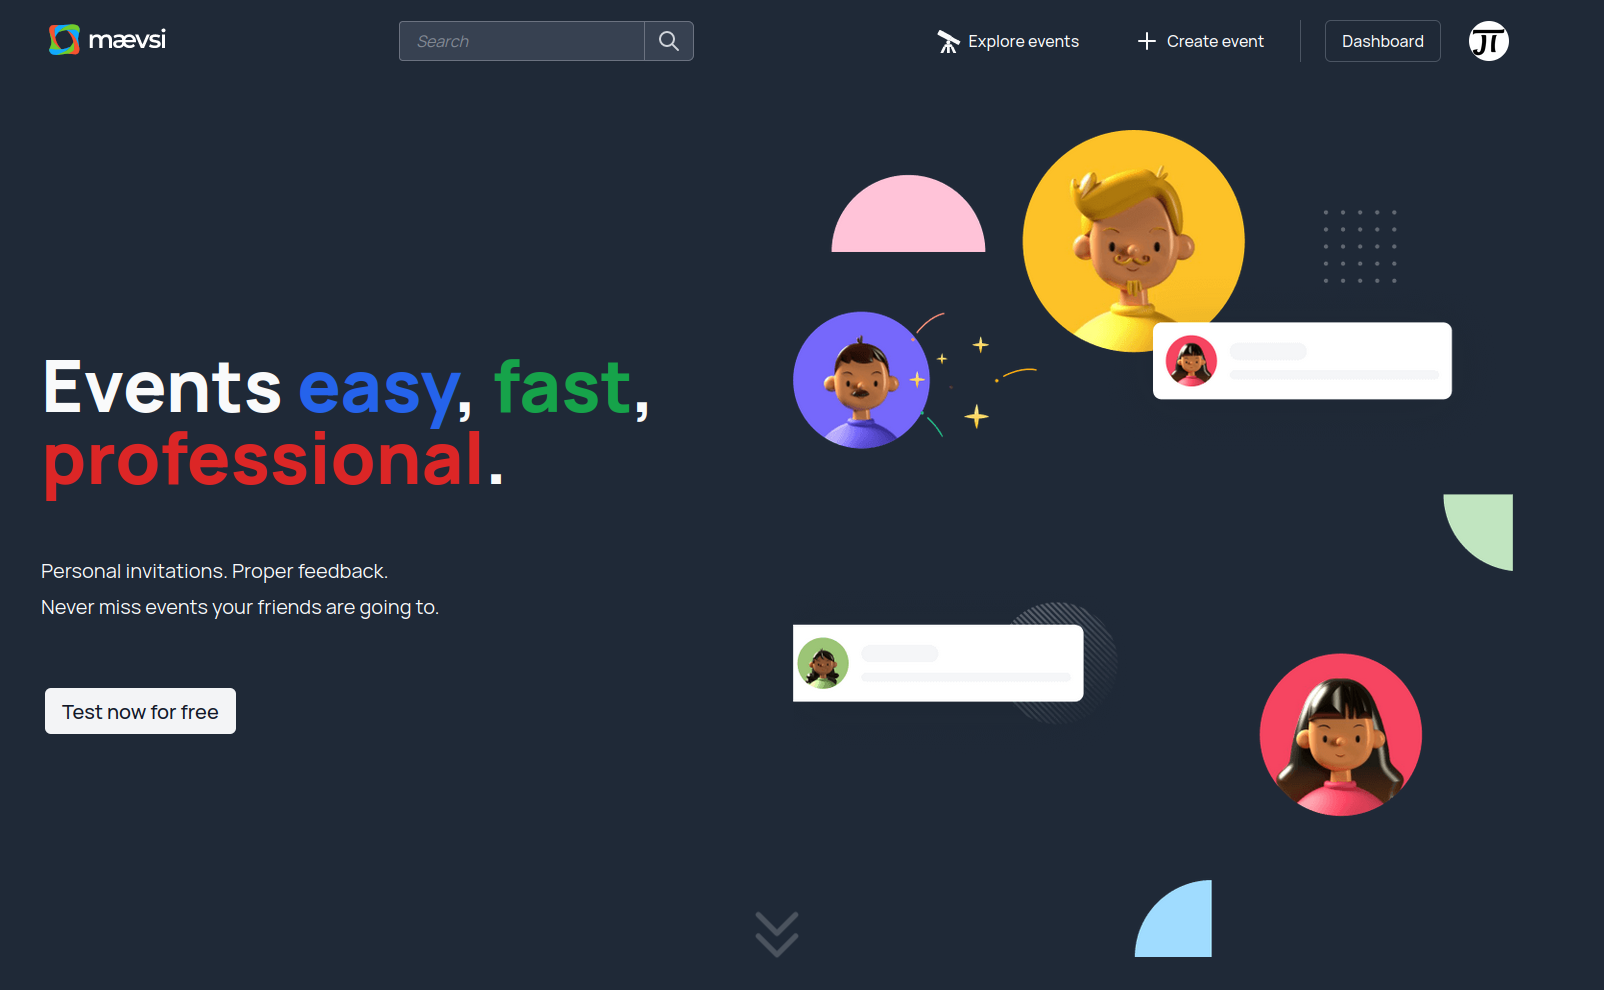 mævsi
Search
Explore events
Create event
Dashboard
Events easy, fast,
professional.
Personal invitations. Proper feedback.
Never miss events your friends are going to.
Test now for free